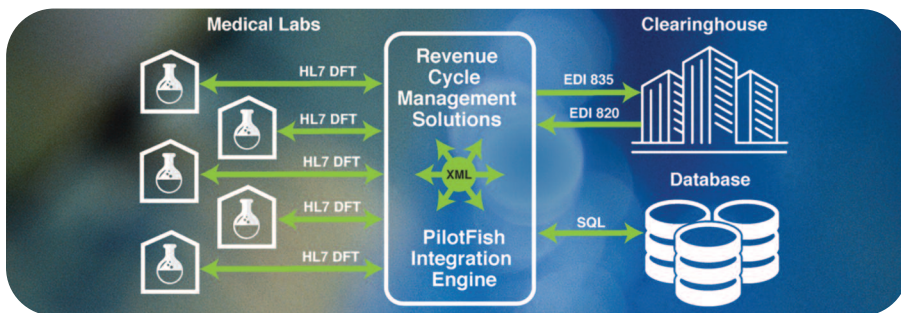 Medical Labs
HL7 DFT
HL7 DFT
HL7 DFT
HL7 DFT
HL7 DFT
Revenue
Cycle
Management
Solutions
XML
PilotFish
Integration
Engine
Clearinghouse
EDI 835
EDI 820
Database
SQL